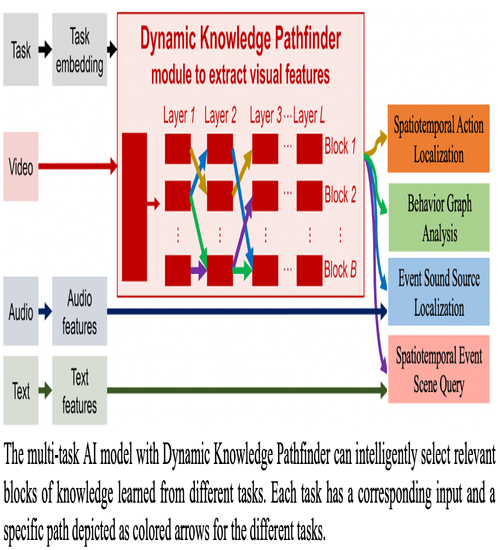 Dynamic Knowledge Pathfinder
module to extract visual features
Task
Task
embedding
Layer 1 Layer 2 Layer 3 ··· Layer L
Block 1
Block 2
Block B
Video
Audio
Audio
features
Text
Text
features
Spatiotemporal Action
Localization
Behavior Graph
Analysis
Event Sound Source
Localization
Spatiotemporal Event
Scene Query
The multi-task AI model with Dynamic Knowledge Pathfinder can intelligently select relevant
blocks of knowledge learned from different tasks. Each task has a corresponding input and a
specific path depicted as colored arrows for the different tasks.